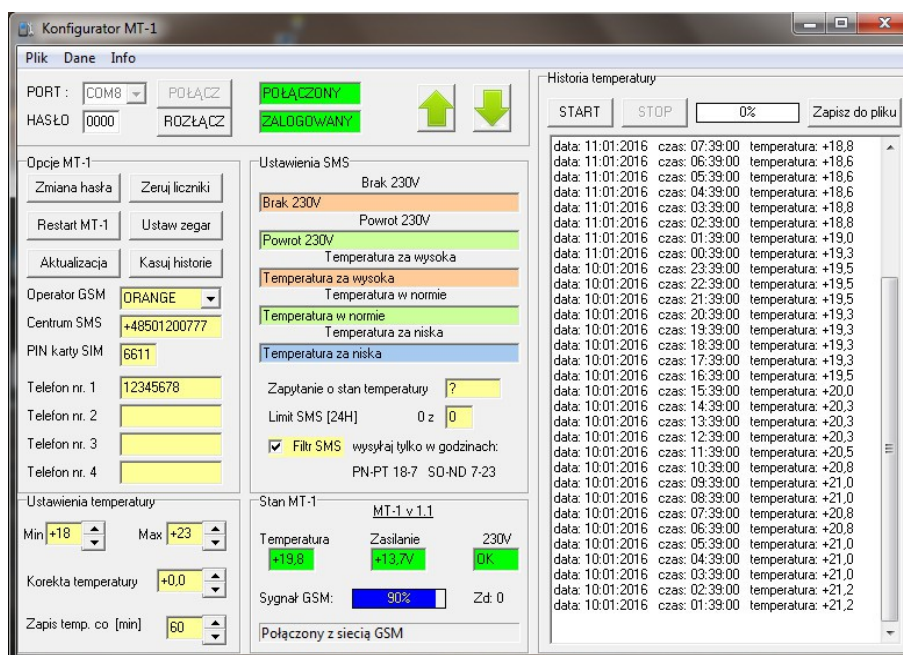 Konfigurator MT-1
Plik Dane Info
PORT : COM8 POŁĄCZ POŁĄCZONY
HASŁO 0000 ROZŁĄCZ ZALOGOWANY
Opcje MT-1
Zmiana hasła Zeruj liczniki
Restart MT-1 Ustaw zegar
Aktualizacja Kasuj historie
Operator GSM ORANGE
Centrum SMS +48501200777
PIN karty SIM 6611
Telefon nr. 1 12345678
Telefon nr. 2
Telefon nr. 3
Telefon nr. 4
Ustawienia temperatury
Min +18 Max +23
Korekta temperatury +0,0
Zapis temp. co [min] 60
Ustawienia SMS
Brak 230V
Brak 230V
Powrot 230V
Powrot 230V
Temperatura za wysoka
Temperatura za wysoka
Temperatura w normie
Temperatura w normie
Temperatura za niska
Temperatura za niska
Zapytanie o stan temperatury ?
Limit SMS [24H] 0 z 0
Filtr SMS wysyłaj tylko w godzinach:
PN-PT 18-7 SO-ND 7-23
Stan MT-1
MT-1 v 1.1
Temperatura Zasilanie 230V
+19,8 +13,7V OK
Sygnał GSM: 90% Zd: 0
Połączony z siecią GSM
Historia temperatury
START STOP 0% Zapisz do pliku
data: 11:01:2016 czas: 07:39:00 temperatura: +18,8
data: 11:01:2016 czas: 06:39:00 temperatura: +18,6
data: 11:01:2016 czas: 05:39:00 temperatura: +18,6
data: 11:01:2016 czas: 04:39:00 temperatura: +18,6
data: 11:01:2016 czas: 03:39:00 temperatura: +18,8
data: 11:01:2016 czas: 02:39:00 temperatura: +18,8
data: 11:01:2016 czas: 01:39:00 temperatura: +19,0
data: 11:01:2016 czas: 00:39:00 temperatura: +19,3
data: 10:01:2016 czas: 23:39:00 temperatura: +19,5
data: 10:01:2016 czas: 22:39:00 temperatura: +19,5
data: 10:01:2016 czas: 21:39:00 temperatura: +19,5
data: 10:01:2016 czas: 20:39:00 temperatura: +19,3
data: 10:01:2016 czas: 19:39:00 temperatura: +19,3
data: 10:01:2016 czas: 18:39:00 temperatura: +19,3
data: 10:01:2016 czas: 17:39:00 temperatura: +19,3
data: 10:01:2016 czas: 16:39:00 temperatura: +19,5
data: 10:01:2016 czas: 15:39:00 temperatura: +20,0
data: 10:01:2016 czas: 14:39:00 temperatura: +20,3
data: 10:01:2016 czas: 13:39:00 temperatura: +20,3
data: 10:01:2016 czas: 12:39:00 temperatura: +20,3
data: 10:01:2016 czas: 11:39:00 temperatura: +20,5
data: 10:01:2016 czas: 10:39:00 temperatura: +20,8
data: 10:01:2016 czas: 09:39:00 temperatura: +21,0
data: 10:01:2016 czas: 08:39:00 temperatura: +21,0
data: 10:01:2016 czas: 07:39:00 temperatura: +20,8
data: 10:01:2016 czas: 06:39:00 temperatura: +20,8
data: 10:01:2016 czas: 05:39:00 temperatura: +21,0
data: 10:01:2016 czas: 04:39:00 temperatura: +21,0
data: 10:01:2016 czas: 03:39:00 temperatura: +21,0
data: 10:01:2016 czas: 02:39:00 temperatura: +21,2
data: 10:01:2016 czas: 01:39:00 temperatura: +21,2